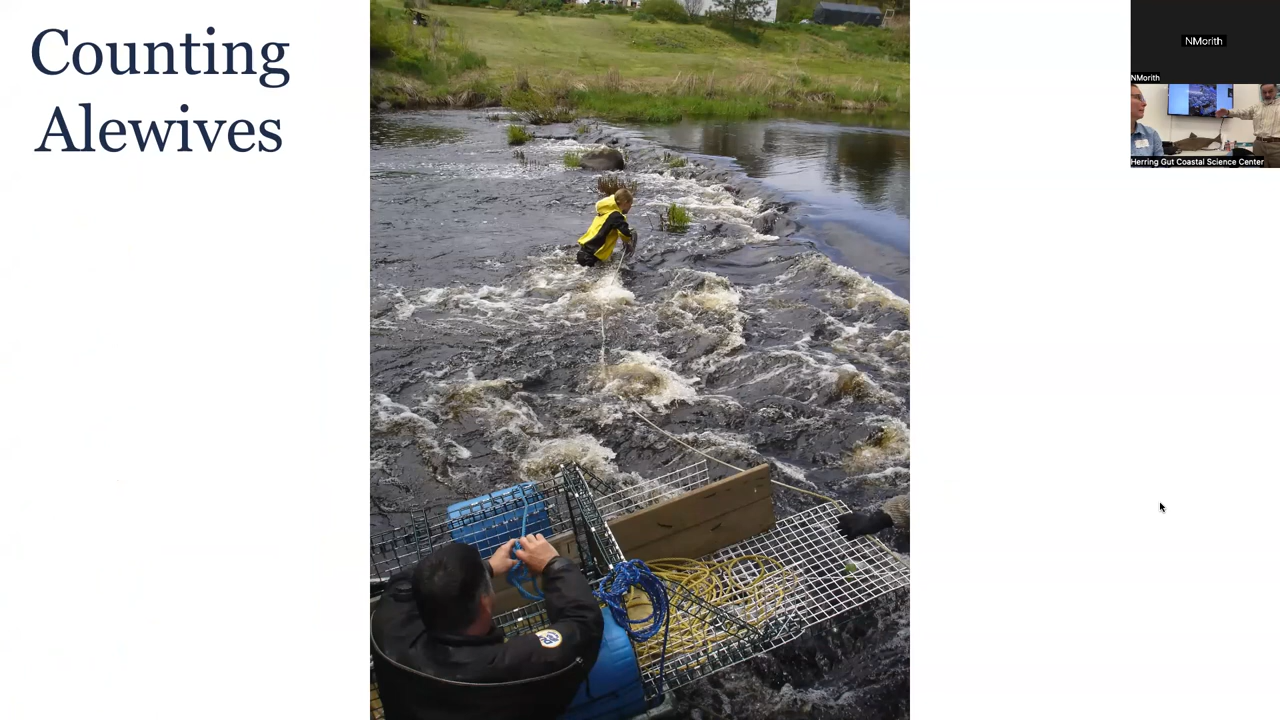 Counting
Alewives
NMorith
NMorith
Herring Gut Coastal Science Center